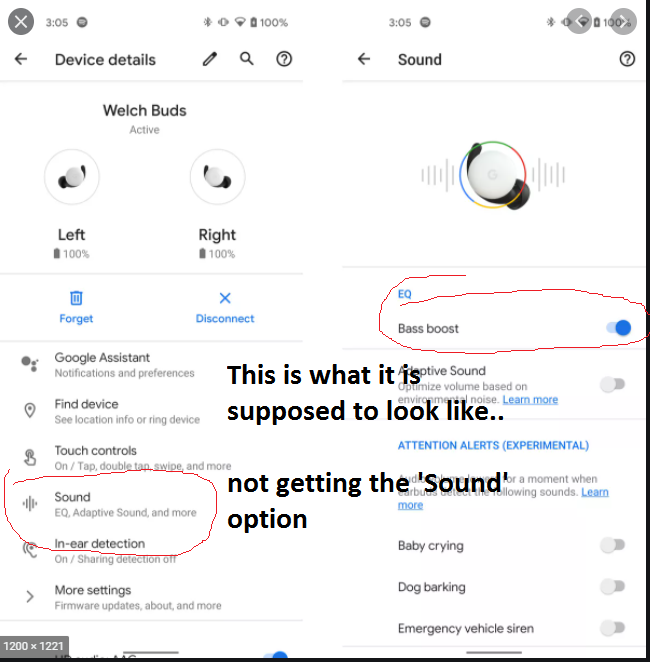 3:05
100%
Device details
Welch Buds
Active
Left
Right
100%
100%
Forget
Disconnect
Google Assistant
Notifications and preferences
Find device
See location info or ring device
Touch controls
On / Tap, double tap, swipe, and more
Sound
EQ, Adaptive Sound, and more
In-ear detection
On / Sharing detection off
More settings
Firmware updates, about, and more
1200 × 1221
This is what it is
supposed to look like..
not getting the 'Sound'
option
3:05
100%
Sound
G
EQ
Bass boost
Adaptive Sound
Optimize volume based on
environmental noise. Learn more
ATTENTION ALERTS (EXPERIMENTAL)
for a moment when
earbuds detect the following sounds. Learn
more
Baby crying
Dog barking
Emergency vehicle siren